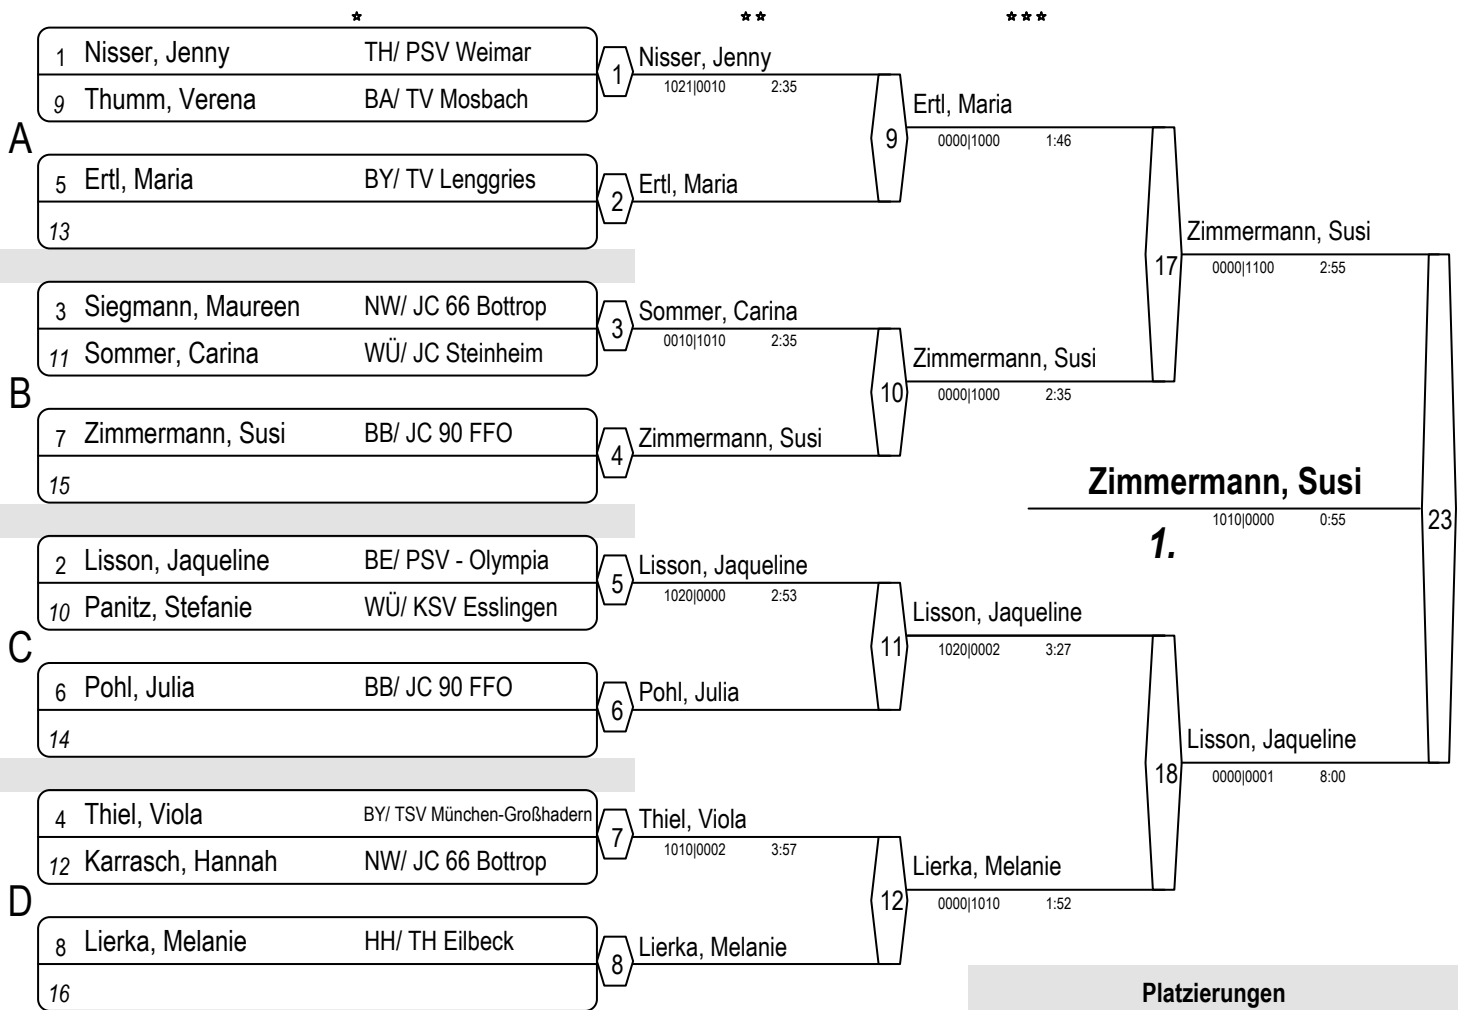 * ** ***
1 Nisser, Jenny TH/ PSV Weimar
9 Thumm, Verena BA/ TV Mosbach
A
5 Ertl, Maria BY/ TV Lenggries
13
3 Siegmann, Maureen NW/ JC 66 Bottrop
11 Sommer, Carina WÜ/ JC Steinheim
B
7 Zimmermann, Susi BB/ JC 90 FFO
15
2 Lisson, Jaqueline BE/ PSV - Olympia
10 Panitz, Stefanie WÜ/ KSV Esslingen
C
6 Pohl, Julia BB/ JC 90 FFO
14
4 Thiel, Viola BY/ TSV München-Großhadern
12 Karrasch, Hannah NW/ JC 66 Bottrop
D
8 Lierka, Melanie HH/ TH Eilbeck
16
1 Nisser, Jenny
1021|0010 2:35
2 Ertl, Maria
3 Sommer, Carina
0010|1010 2:35
4 Zimmermann, Susi
5 Lisson, Jaqueline
1020|0000 2:53
6 Pohl, Julia
7 Thiel, Viola
1010|0002 3:57
8 Lierka, Melanie
9 Ertl, Maria
0000|1000 1:46
10 Zimmermann, Susi
0000|1000 2:35
11 Lisson, Jaqueline
1020|0002 3:27
12 Lierka, Melanie
0000|1010 1:52
17 Zimmermann, Susi
0000|1100 2:55
18 Lisson, Jaqueline
0000|0001 8:00
23
Zimmermann, Susi
1010|0000 0:55
1.
Platzierungen